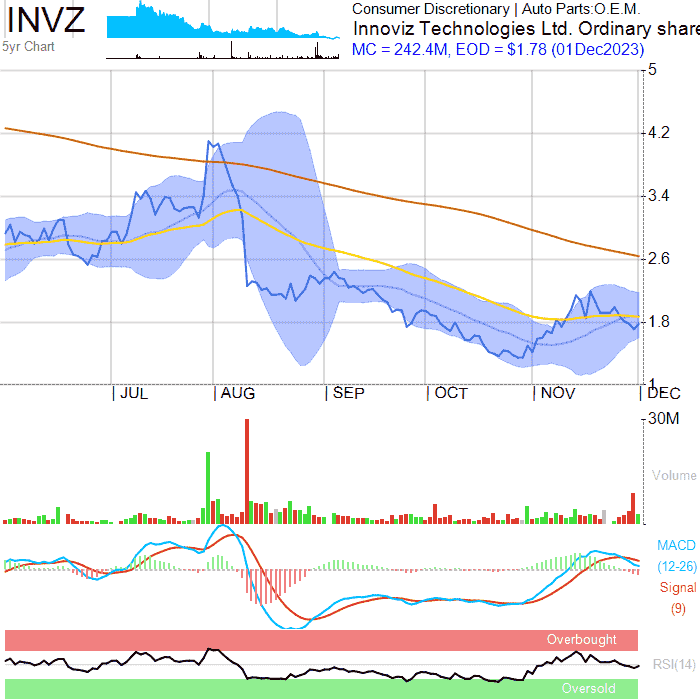 INVZ
5yr Chart
Consumer Discretionary | Auto Parts:O.E.M.
Innoviz Technologies Ltd. Ordinary share
MC = 242.4M, EOD = $1.78 (01Dec2023)
5
4.2
3.4
2.6
1.8
1
JUL AUG SEP OCT NOV DEC
30M
Volume
MACD
(12-26)
Signal
(9)
Overbought
RSI(14)
Oversold